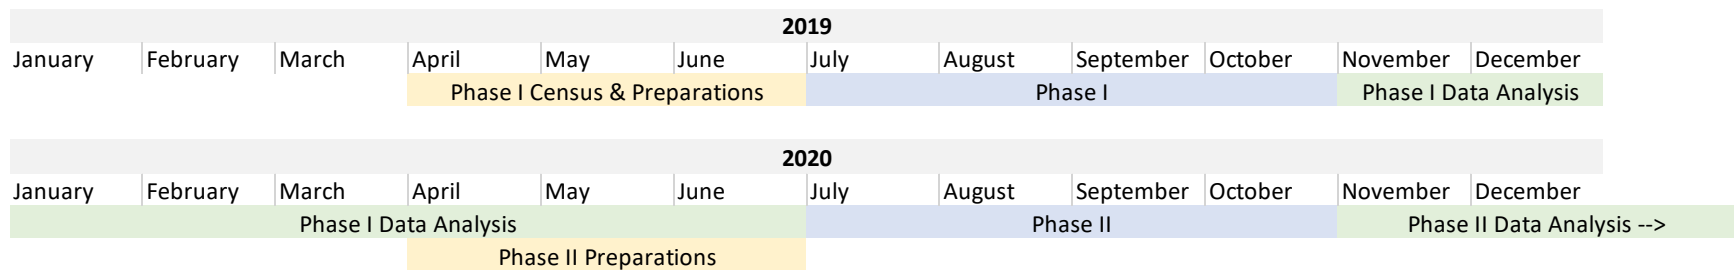 2019
January February March April May June July August September October November December
Phase I Census & Preparations Phase I Phase I Data Analysis
2020
January February March April May June July August September October November December
Phase I Data Analysis Phase II Phase II Data Analysis -->
Phase II Preparations